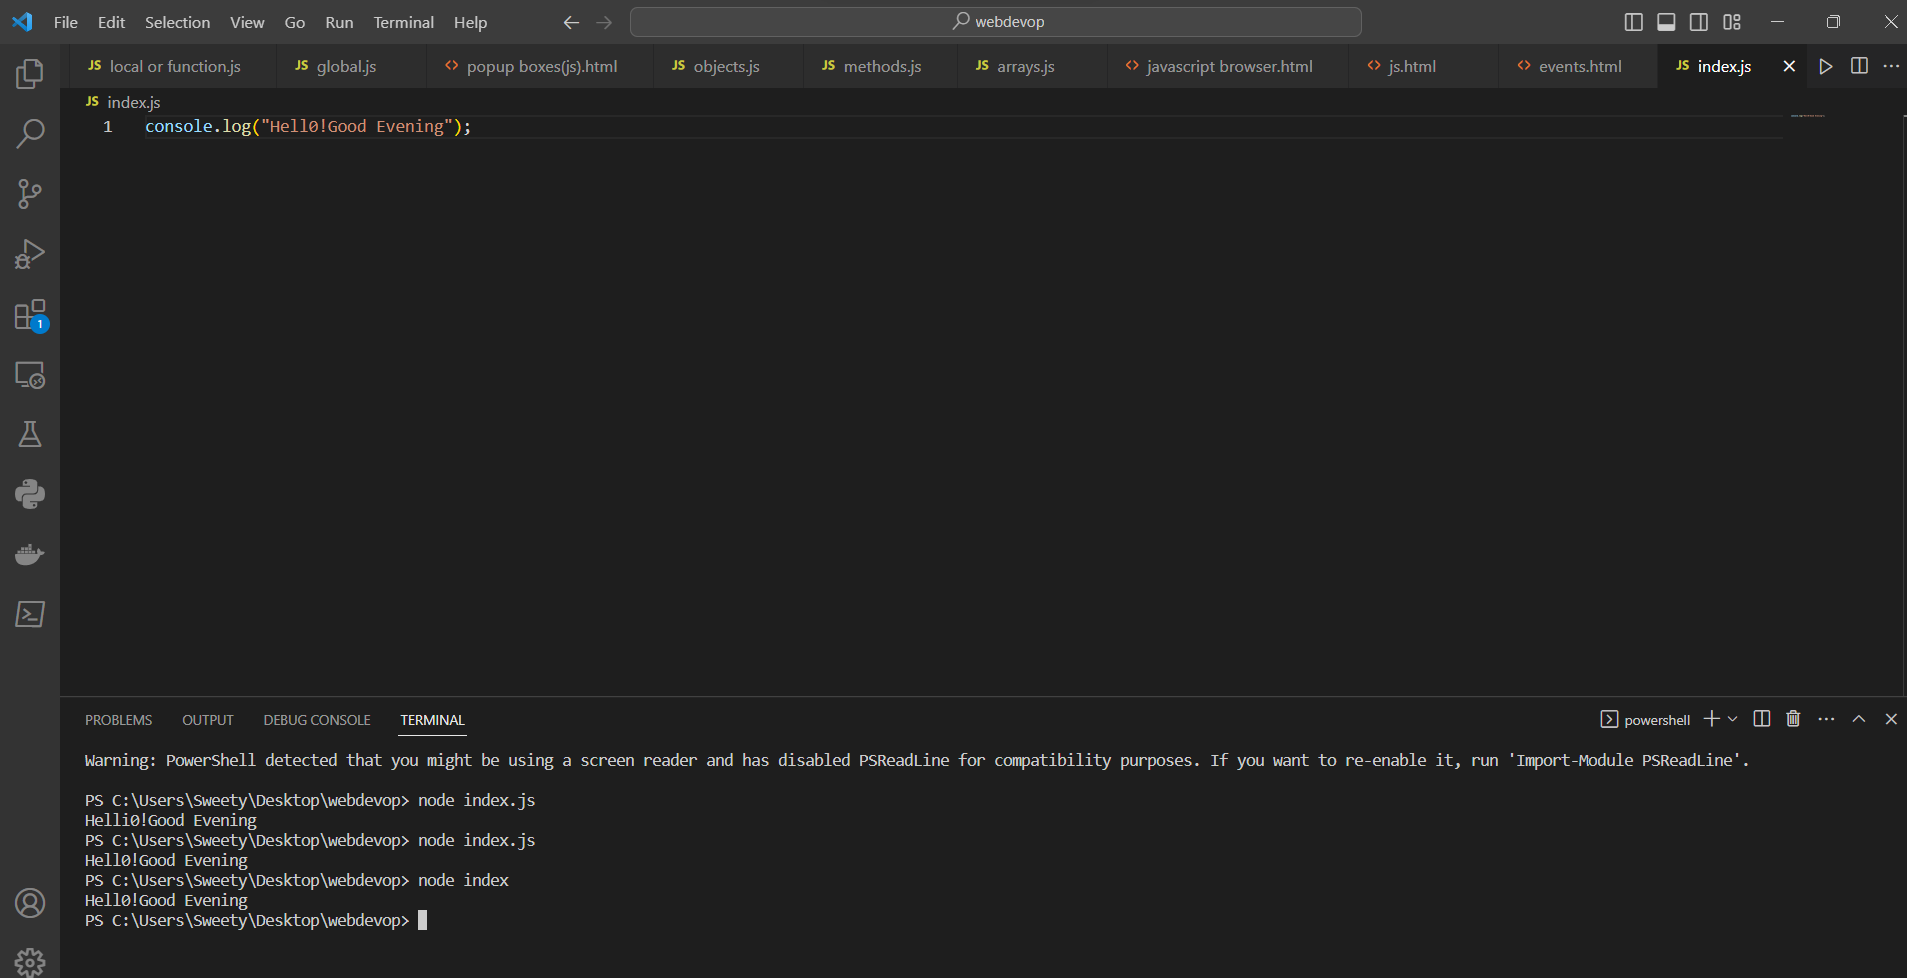 File Edit Selection View Go Run Terminal Help webdevop
JS local or function.js JS global.js <> popup boxes(js).html JS objects.js JS methods.js JS arrays.js <> javascript browser.html <> js.html <> events.html JS index.js
JS index.js
1 console.log("Hell0!Good Evening");
1
PROBLEMS OUTPUT DEBUG CONSOLE TERMINAL powershell
Warning: PowerShell detected that you might be using a screen reader and has disabled PSReadLine for compatibility purposes. If you want to re-enable it, run 'Import-Module PSReadLine'.
PS C:\Users\Sweety\Desktop\webdevop> node index.js
Helli0!Good Evening
PS C:\Users\Sweety\Desktop\webdevop> node index.js
Hell0!Good Evening
PS C:\Users\Sweety\Desktop\webdevop> node index
Hell0!Good Evening
PS C:\Users\Sweety\Desktop\webdevop>